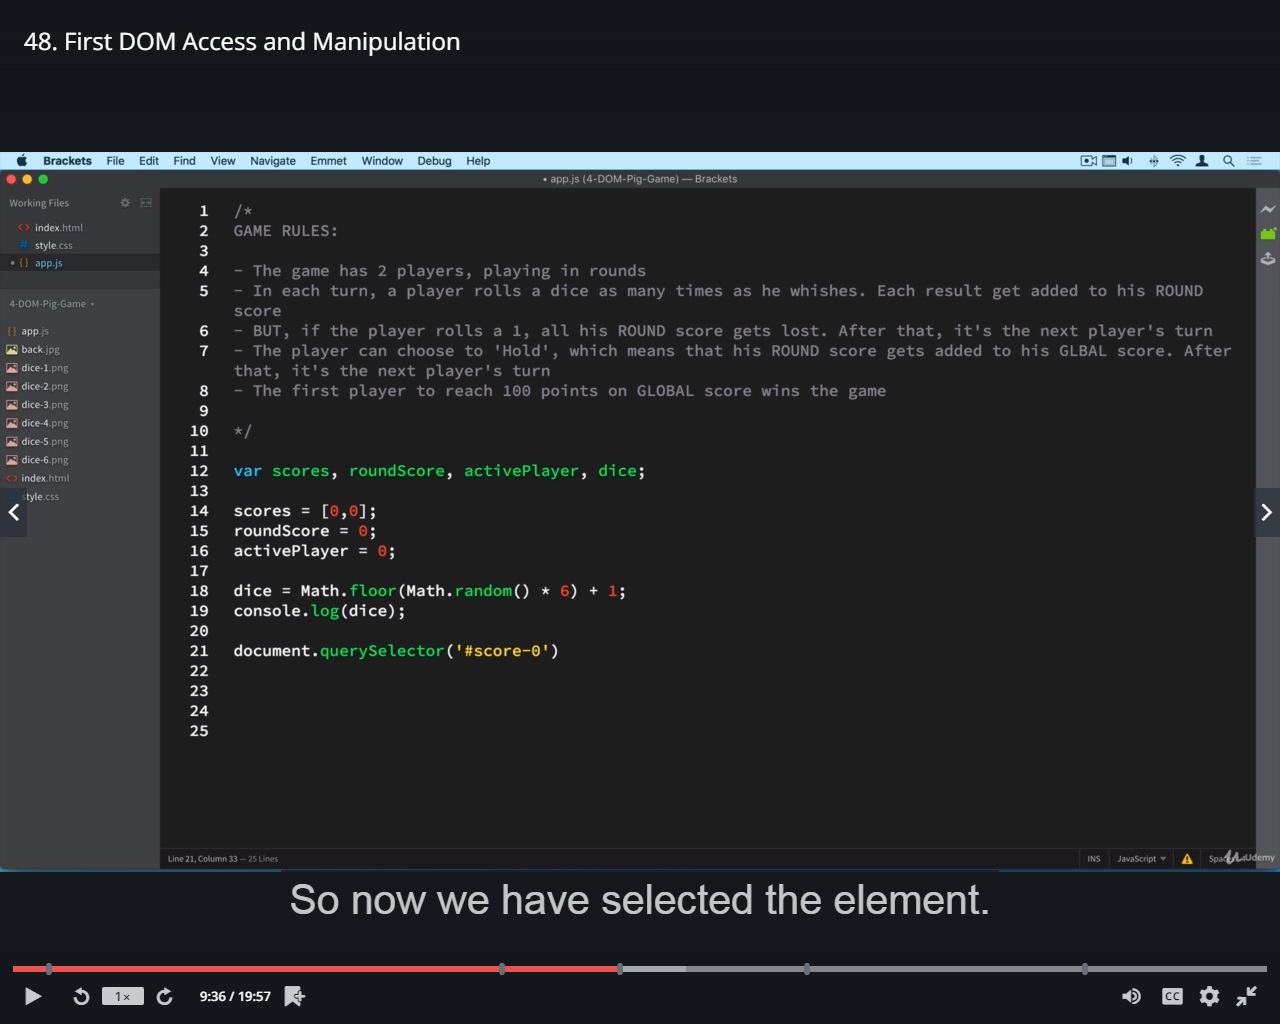 48. First DOM Access and Manipulation
Brackets File Edit Find View Navigate Emmet Window Debug Help
• app.js (4-DOM-Pig-Game) — Brackets
Working Files
index.html
style.css
app.js
4-DOM-Pig-Game
app.js
back.jpg
dice-1.png
dice-2.png
dice-3.png
dice-4.png
dice-5.png
dice-6.png
index.html
style.css
1 /*
2 GAME RULES:
3
4 - The game has 2 players, playing in rounds
5 - In each turn, a player rolls a dice as many times as he whishes. Each result get added to his ROUND
score
6 - BUT, if the player rolls a 1, all his ROUND score gets lost. After that, it's the next player's turn
7 - The player can choose to 'Hold', which means that his ROUND score gets added to his GLBAL score. After
that, it's the next player's turn
8 - The first player to reach 100 points on GLOBAL score wins the game
9
10 */
11
12 var scores, roundScore, activePlayer, dice;
13
14 scores = [0,0];
15 roundScore = 0;
16 activePlayer = 0;
17
18 dice = Math.floor(Math.random() * 6) + 1;
19 console.log(dice);
20
21 document.querySelector('#score-0')
22
23
24
25
Line 21, Column 33 — 25 Lines
INS JavaScript
Udemy
So now we have selected the element.
1x 9:36 / 19:57 CC